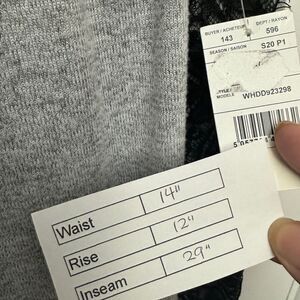 BUYER / ACHETEUR DEPT / RAYON
143 596
SEASON / SAISON S20 P1
STYLE/
MODELE WHDD923298
Waist 14"
Rise 12"
Inseam 29"